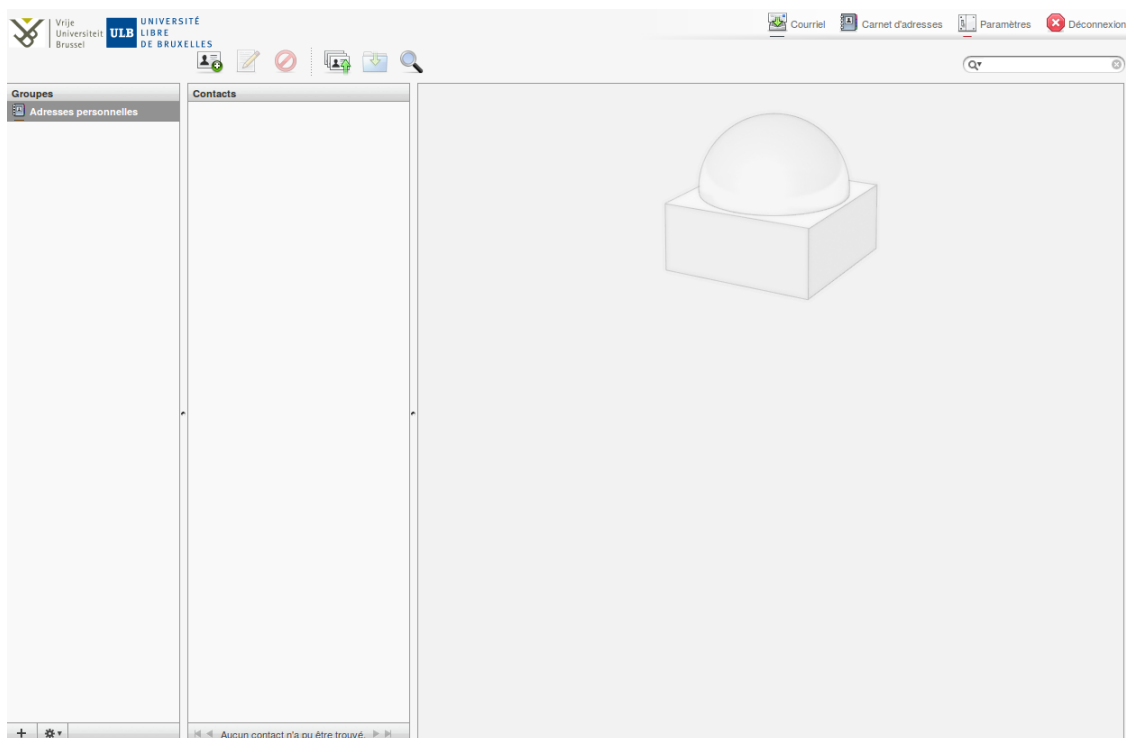 Vrije
Universiteit
Brussel
ULB
UNIVERSITÉ
LIBRE
DE BRUXELLES
Courriel
Carnet d'adresses
Paramètres
Déconnexion
Groupes
Contacts
Adresses personnelles
Aucun contact n'a pu être trouvé.